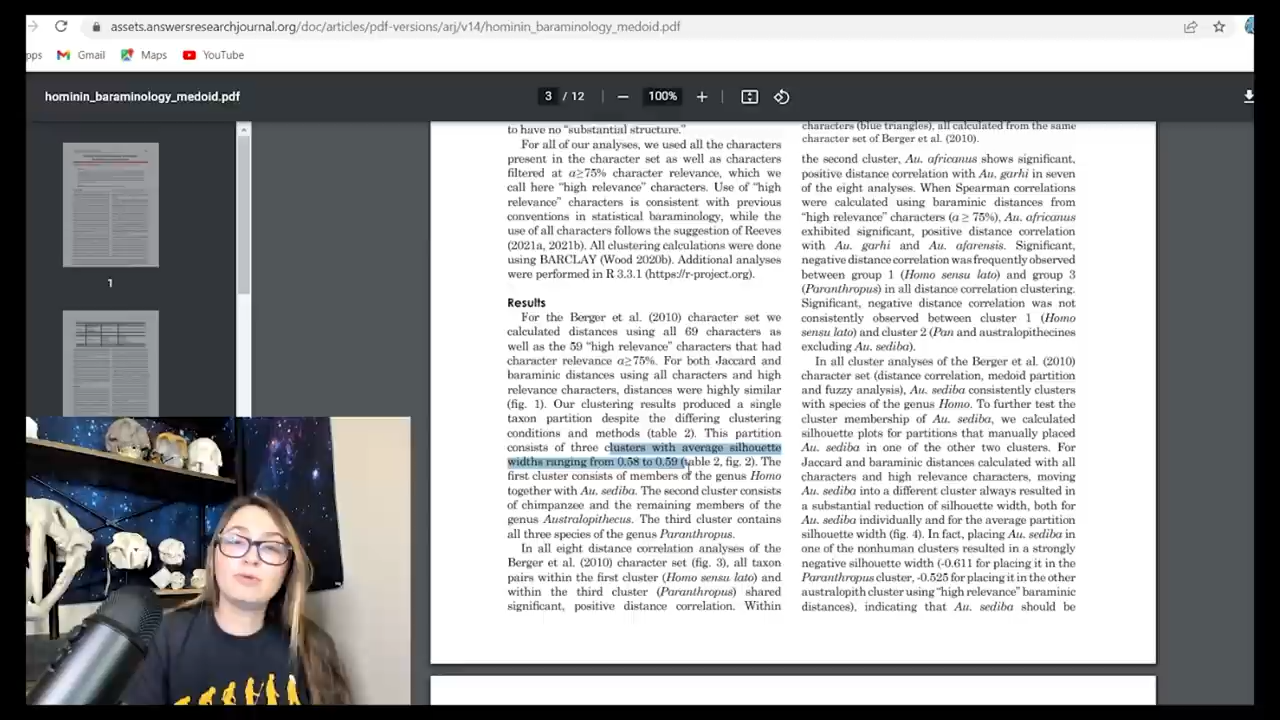 assets.answersresearchjournal.org/doc/articles/pdf-versions/arj/v14/hominin_baraminology_medoid.pdf
pps Gmail Maps YouTube
hominin_baraminology_medoid.pdf 3 / 12 100%
1
to have no “substantial structure.”
For all of our analyses, we used all the characters
present in the character set as well as characters
filtered at a≥75% character relevance, which we
call here “high relevance” characters. Use of “high
relevance” characters is consistent with previous
conventions in statistical baraminology, while the
use of all characters follows the suggestion of Reeves
(2021a, 2021b). All clustering calculations were done
using BARCLAY (Wood 2020b). Additional analyses
were performed in R 3.3.1 (https://r-project.org).
Results
For the Berger et al. (2010) character set we
calculated distances using all 69 characters as
well as the 59 “high relevance” characters that had
character relevance a≥75%. For both Jaccard and
baraminic distances using all characters and high
relevance characters, distances were highly similar
(fig. 1). Our clustering results produced a single
taxon partition despite the differing clustering
conditions and methods (table 2). This partition
consists of three clusters with average silhouette
widths ranging from 0.58 to 0.59 (table 2, fig. 2). The
first cluster consists of members of the genus Homo
together with Au. sediba. The second cluster consists
of chimpanzee and the remaining members of the
genus Australopithecus. The third cluster contains
all three species of the genus Paranthropus.
In all eight distance correlation analyses of the
Berger et al. (2010) character set (fig. 3), all taxon
pairs within the first cluster (Homo sensu lato) and
within the third cluster (Paranthropus) shared
significant, positive distance correlation. Within
characters (blue triangles), all calculated from the same
character set of Berger et al. (2010).
the second cluster, Au. africanus shows significant,
positive distance correlation with Au. garhi in seven
of the eight analyses. When Spearman correlations
were calculated using baraminic distances from
“high relevance” characters (a ≥ 75%), Au. africanus
exhibited significant, positive distance correlation
with Au. garhi and Au. afarensis. Significant,
negative distance correlation was frequently observed
between group 1 (Homo sensu lato) and group 3
(Paranthropus) in all distance correlation clustering.
Significant, negative distance correlation was not
consistently observed between cluster 1 (Homo
sensu lato) and cluster 2 (Pan and australopithecines
excluding Au. sediba).
In all cluster analyses of the Berger et al. (2010)
character set (distance correlation, medoid partition
and fuzzy analysis), Au. sediba consistently clusters
with species of the genus Homo. To further test the
cluster membership of Au. sediba, we calculated
silhouette plots for partitions that manually placed
Au. sediba in one of the other two clusters. For
Jaccard and baraminic distances calculated with all
characters and high relevance characters, moving
Au. sediba into a different cluster always resulted in
a substantial reduction of silhouette width, both for
Au. sediba individually and for the average partition
silhouette width (fig. 4). In fact, placing Au. sediba in
one of the nonhuman clusters resulted in a strongly
negative silhouette width (-0.611 for placing it in the
Paranthropus cluster, -0.525 for placing it in the other
australopith cluster using “high relevance” baraminic
distances), indicating that Au. sediba should be